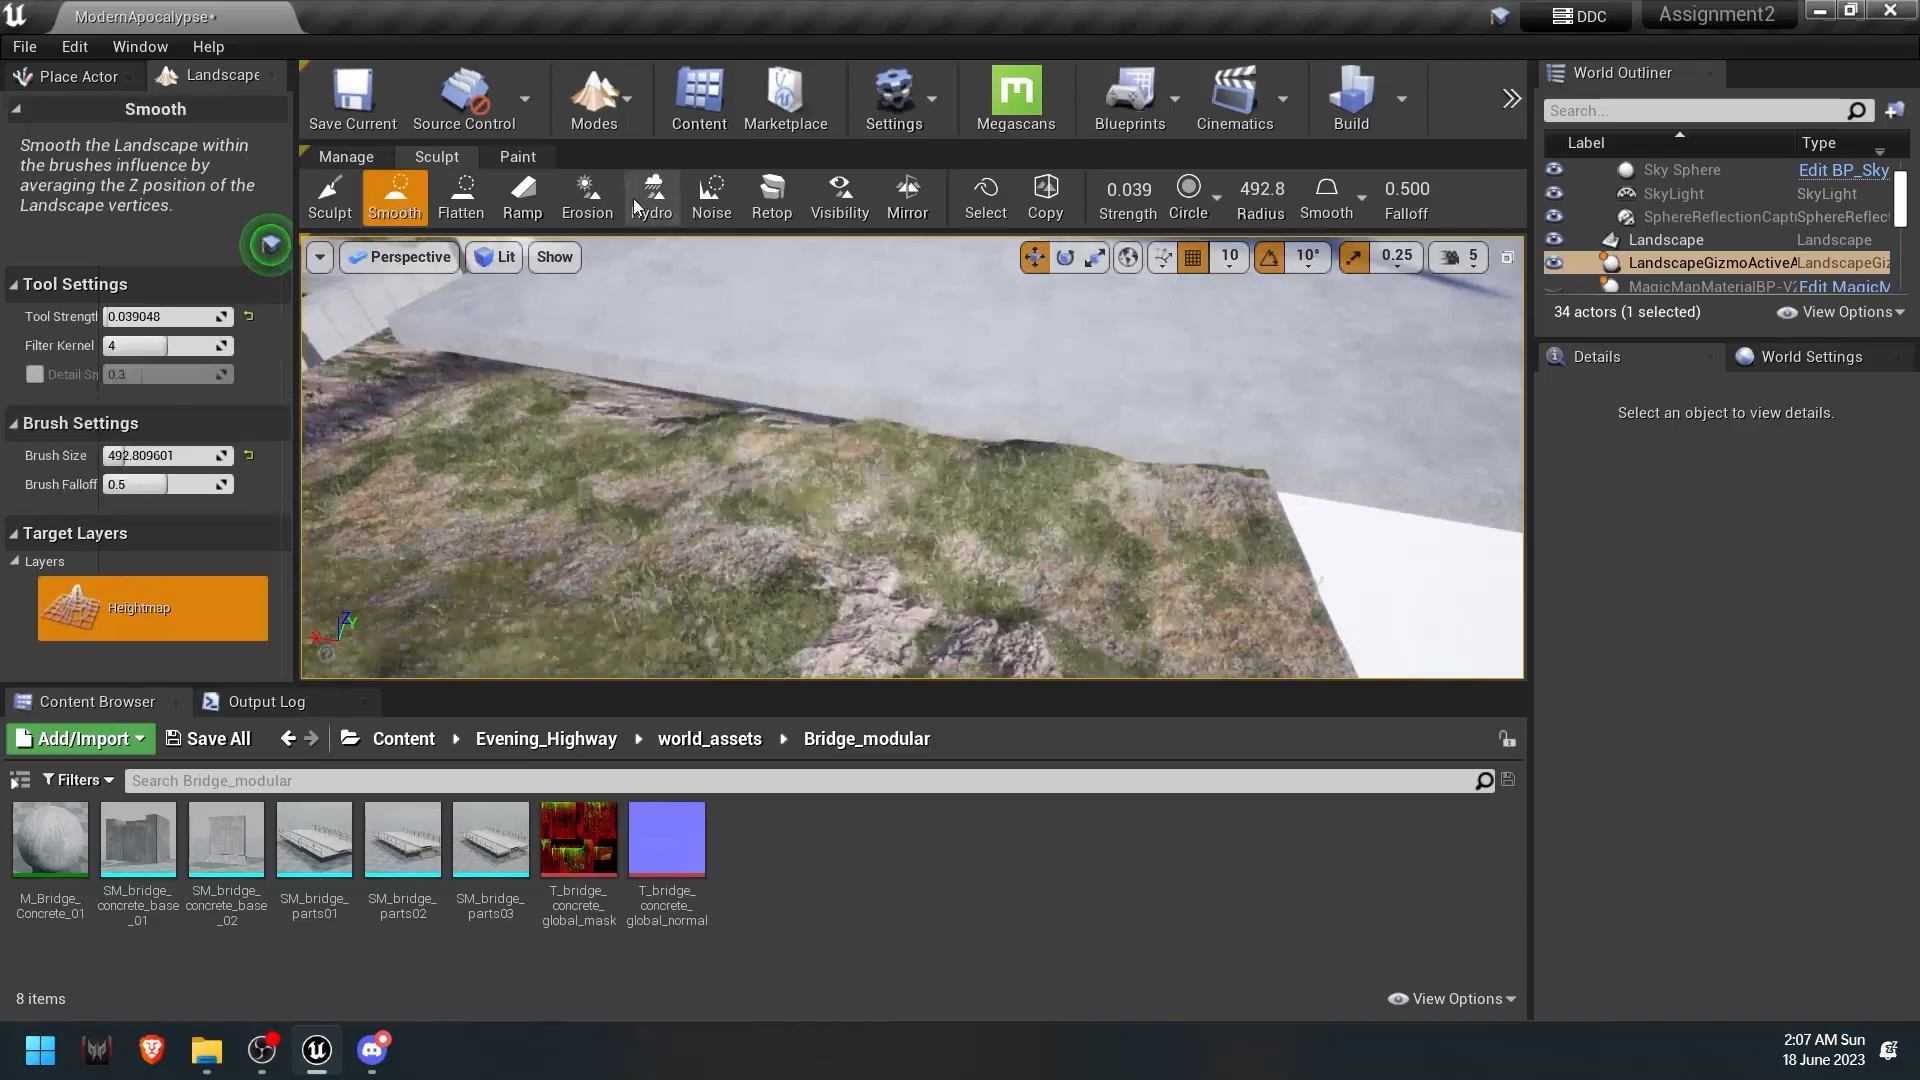 ModernApocalypse*
DDC
Assignment2
File Edit Window Help
Place Actor
Landscape
Smooth
Smooth the Landscape within
the brushes influence by
averaging the Z position of the
Landscape vertices.
Tool Settings
Tool Strength 0.039048
Filter Kernel 4
Detail Sm 0.3
Brush Settings
Brush Size 492.809601
Brush Falloff 0.5
Target Layers
Layers
Heightmap
Save Current Source Control Modes Content Marketplace Settings Megascans Blueprints Cinematics Build
Manage Sculpt Paint
Sculpt Smooth Flatten Ramp Erosion Hydro Noise Retop Visibility Mirror Select Copy
0.039 492.8 0.500
Strength Circle Radius Smooth Falloff
Perspective Lit Show
10 10° 0.25 5
X Z Y
World Outliner
Search...
Label Type
Sky Sphere Edit BP_Sky
SkyLight SkyLight
SphereReflectionCaptu SphereReflect
Landscape Landscape
LandscapeGizmoActiveA LandscapeGiz
MagicMapMaterialBP-V2 Edit MagicM
34 actors (1 selected) View Options
Details World Settings
Select an object to view details.
Content Browser Output Log
Add/Import Save All Content Evening_Highway world_assets Bridge_modular
Filters Search Bridge_modular
M_Bridge_
Concrete_01
SM_bridge_
concrete_base
_01
SM_bridge_
concrete_base
_02
SM_bridge_
parts01
SM_bridge_
parts02
SM_bridge_
parts03
T_bridge_
concrete_
global_mask
T_bridge_
concrete_
global_normal
8 items View Options
2:07 AM Sun
18 June 2023